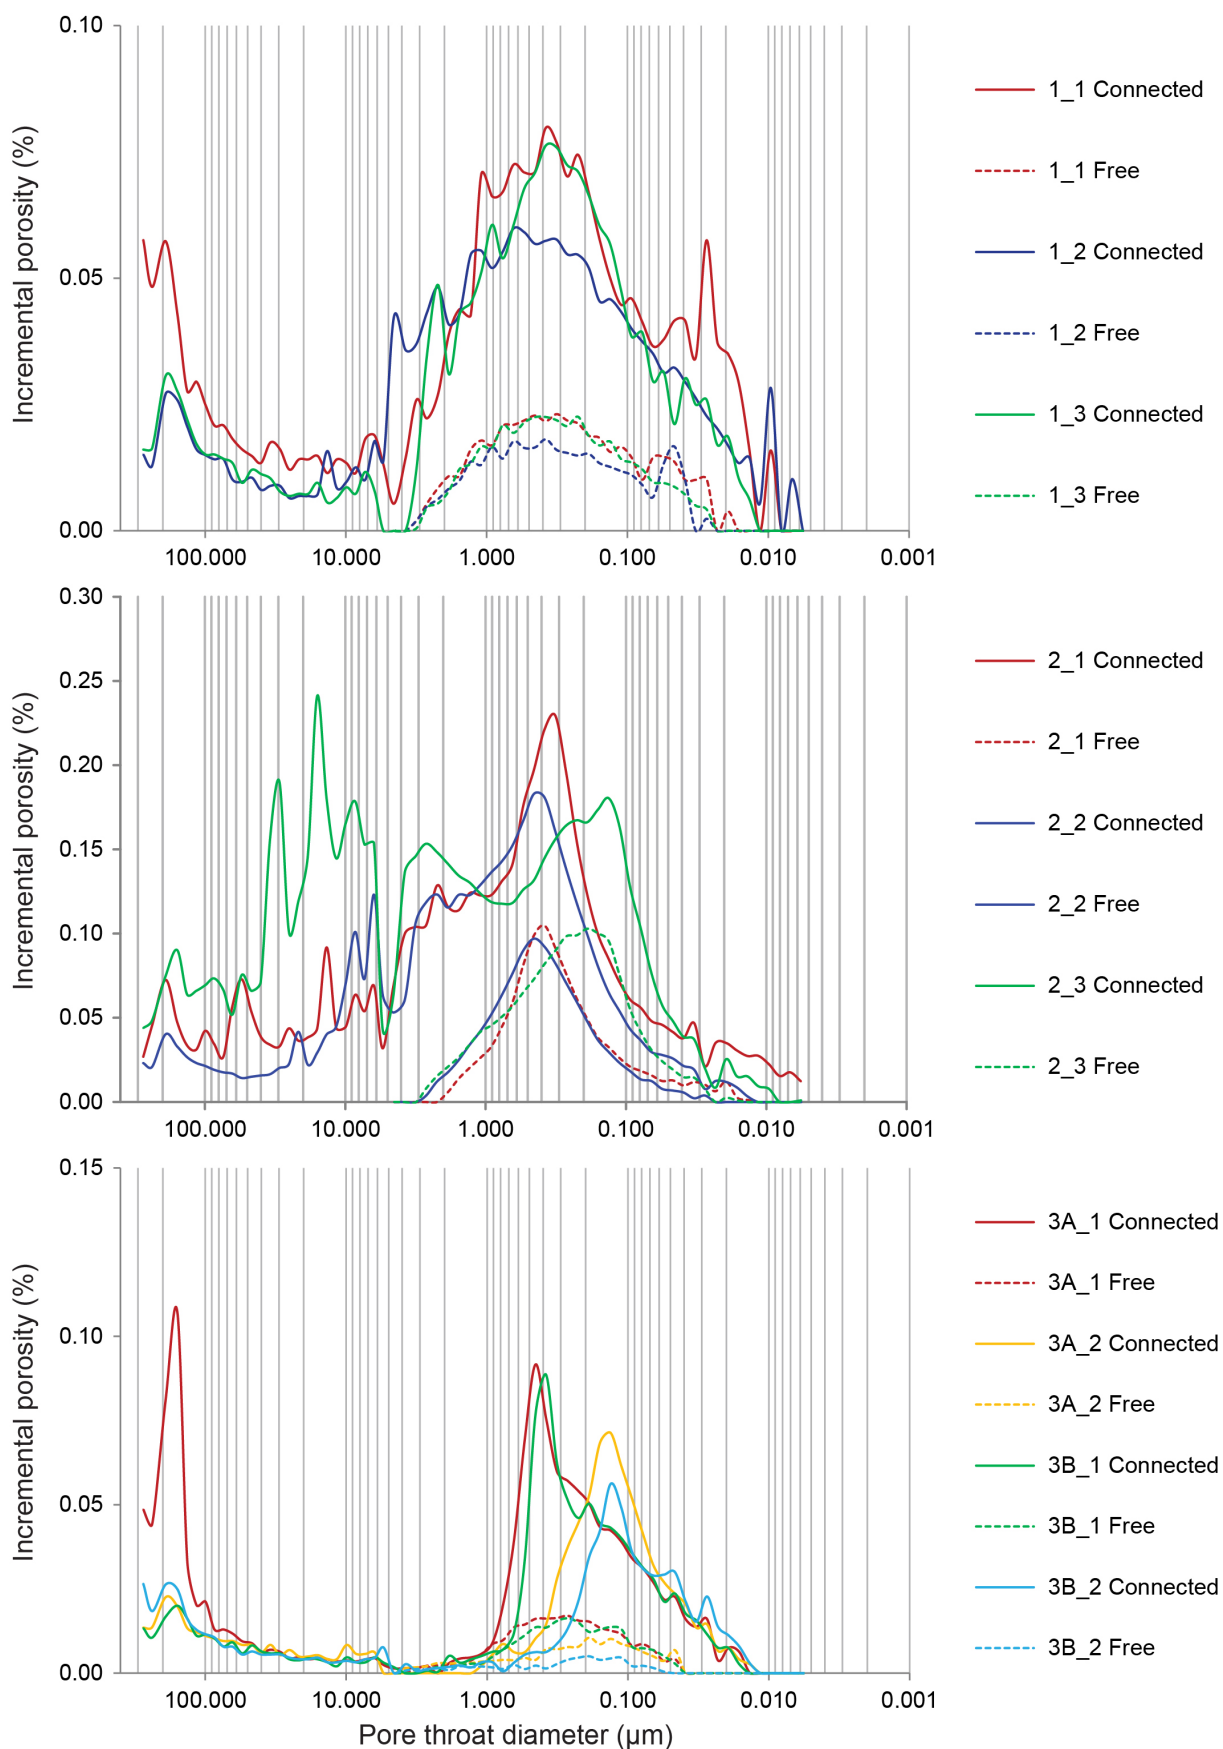 0.10
0.05
0.00
Incremental porosity (%)
100.000 10.000 1.000 0.100 0.010 0.001
1_1 Connected
1_1 Free
1_2 Connected
1_2 Free
1_3 Connected
1_3 Free
0.30
0.25
0.20
0.15
0.10
0.05
0.00
Incremental porosity (%)
100.000 10.000 1.000 0.100 0.010 0.001
2_1 Connected
2_1 Free
2_2 Connected
2_2 Free
2_3 Connected
2_3 Free
0.15
0.10
0.05
0.00
Incremental porosity (%)
100.000 10.000 1.000 0.100 0.010 0.001
Pore throat diameter (µm)
3A_1 Connected
3A_1 Free
3A_2 Connected
3A_2 Free
3B_1 Connected
3B_1 Free
3B_2 Connected
3B_2 Free